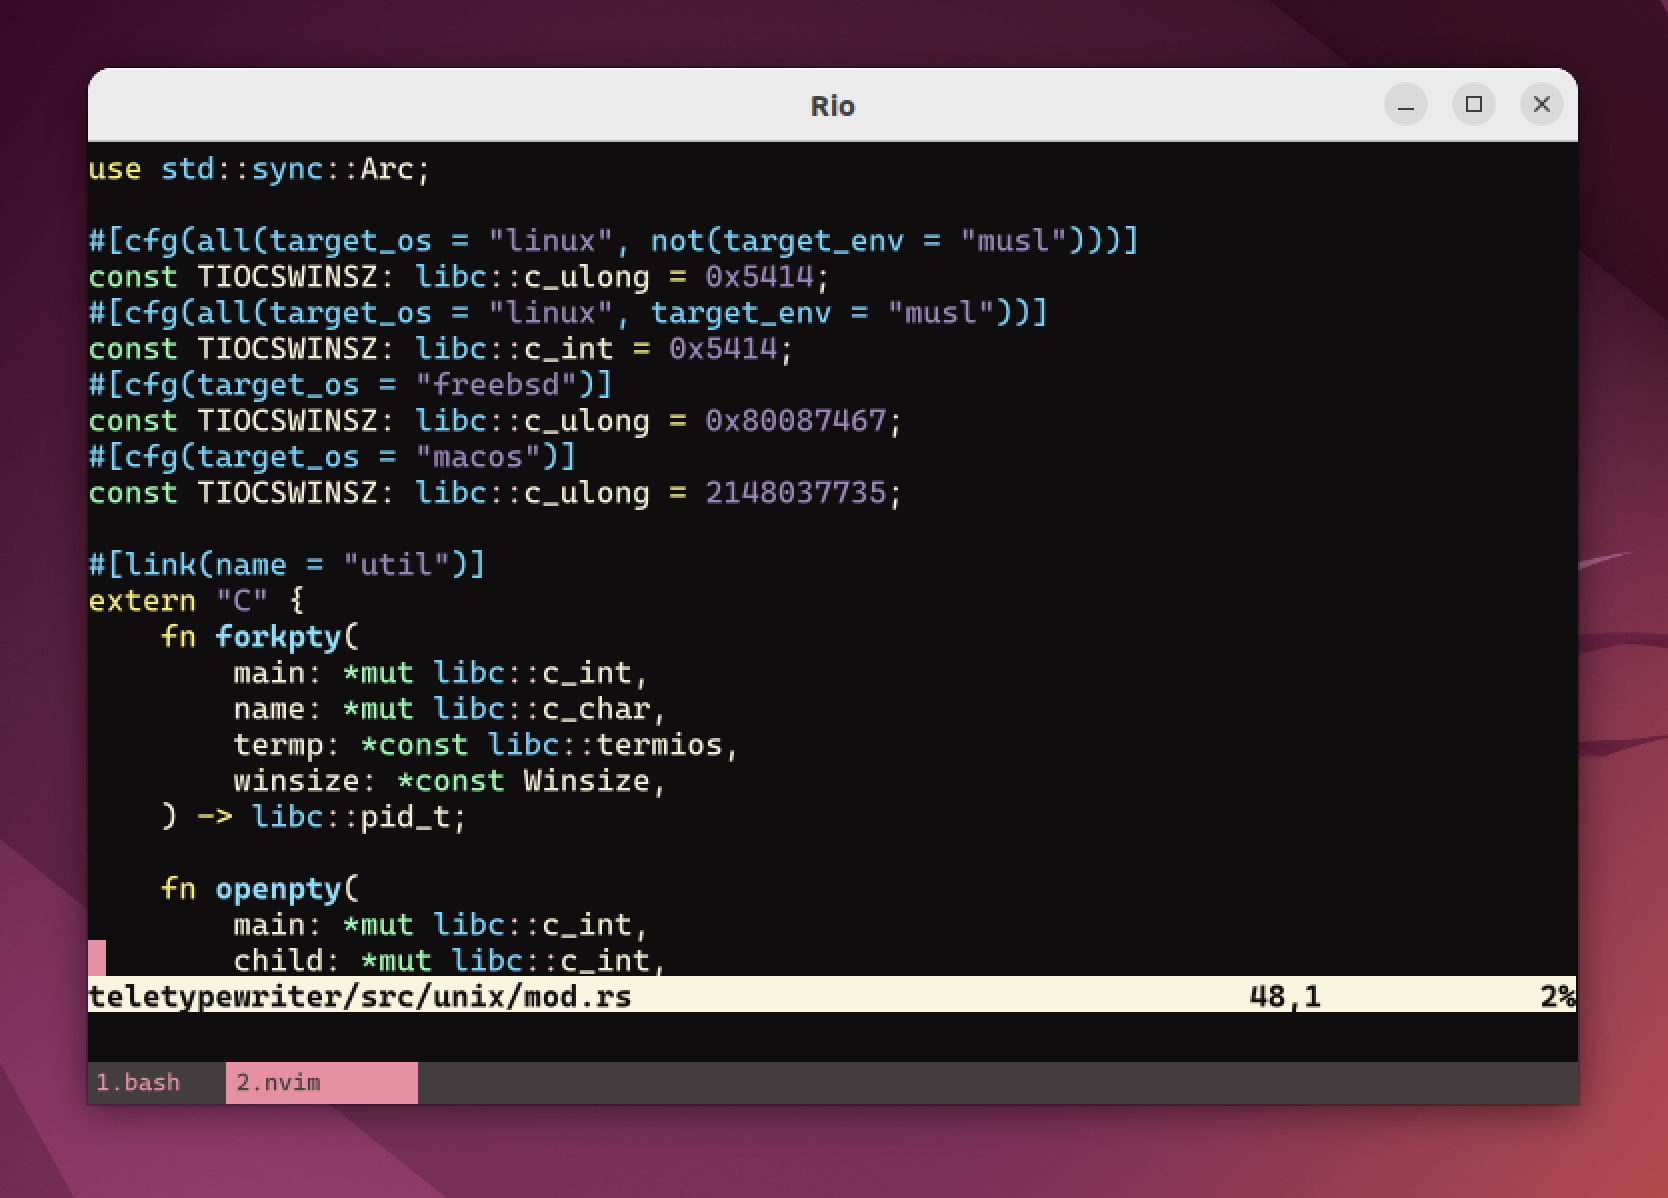 Rio
use std::sync::Arc;
#[cfg(all(target_os = "linux", not(target_env = "musl")))]
const TIOCSWINSZ: libc::c_ulong = 0x5414;
#[cfg(all(target_os = "linux", target_env = "musl"))]
const TIOCSWINSZ: libc::c_int = 0x5414;
#[cfg(target_os = "freebsd")]
const TIOCSWINSZ: libc::c_ulong = 0x80087467;
#[cfg(target_os = "macos")]
const TIOCSWINSZ: libc::c_ulong = 2148037735;
#[link(name = "util")]
extern "C" {
    fn forkpty(
        main: *mut libc::c_int,
        name: *mut libc::c_char,
        termp: *const libc::termios,
        winsize: *const Winsize,
    ) -> libc::pid_t;
    fn openpty(
        main: *mut libc::c_int,
        child: *mut libc::c_int,
teletypewriter/src/unix/mod.rs 48,1 2%
1.bash 2.nvim